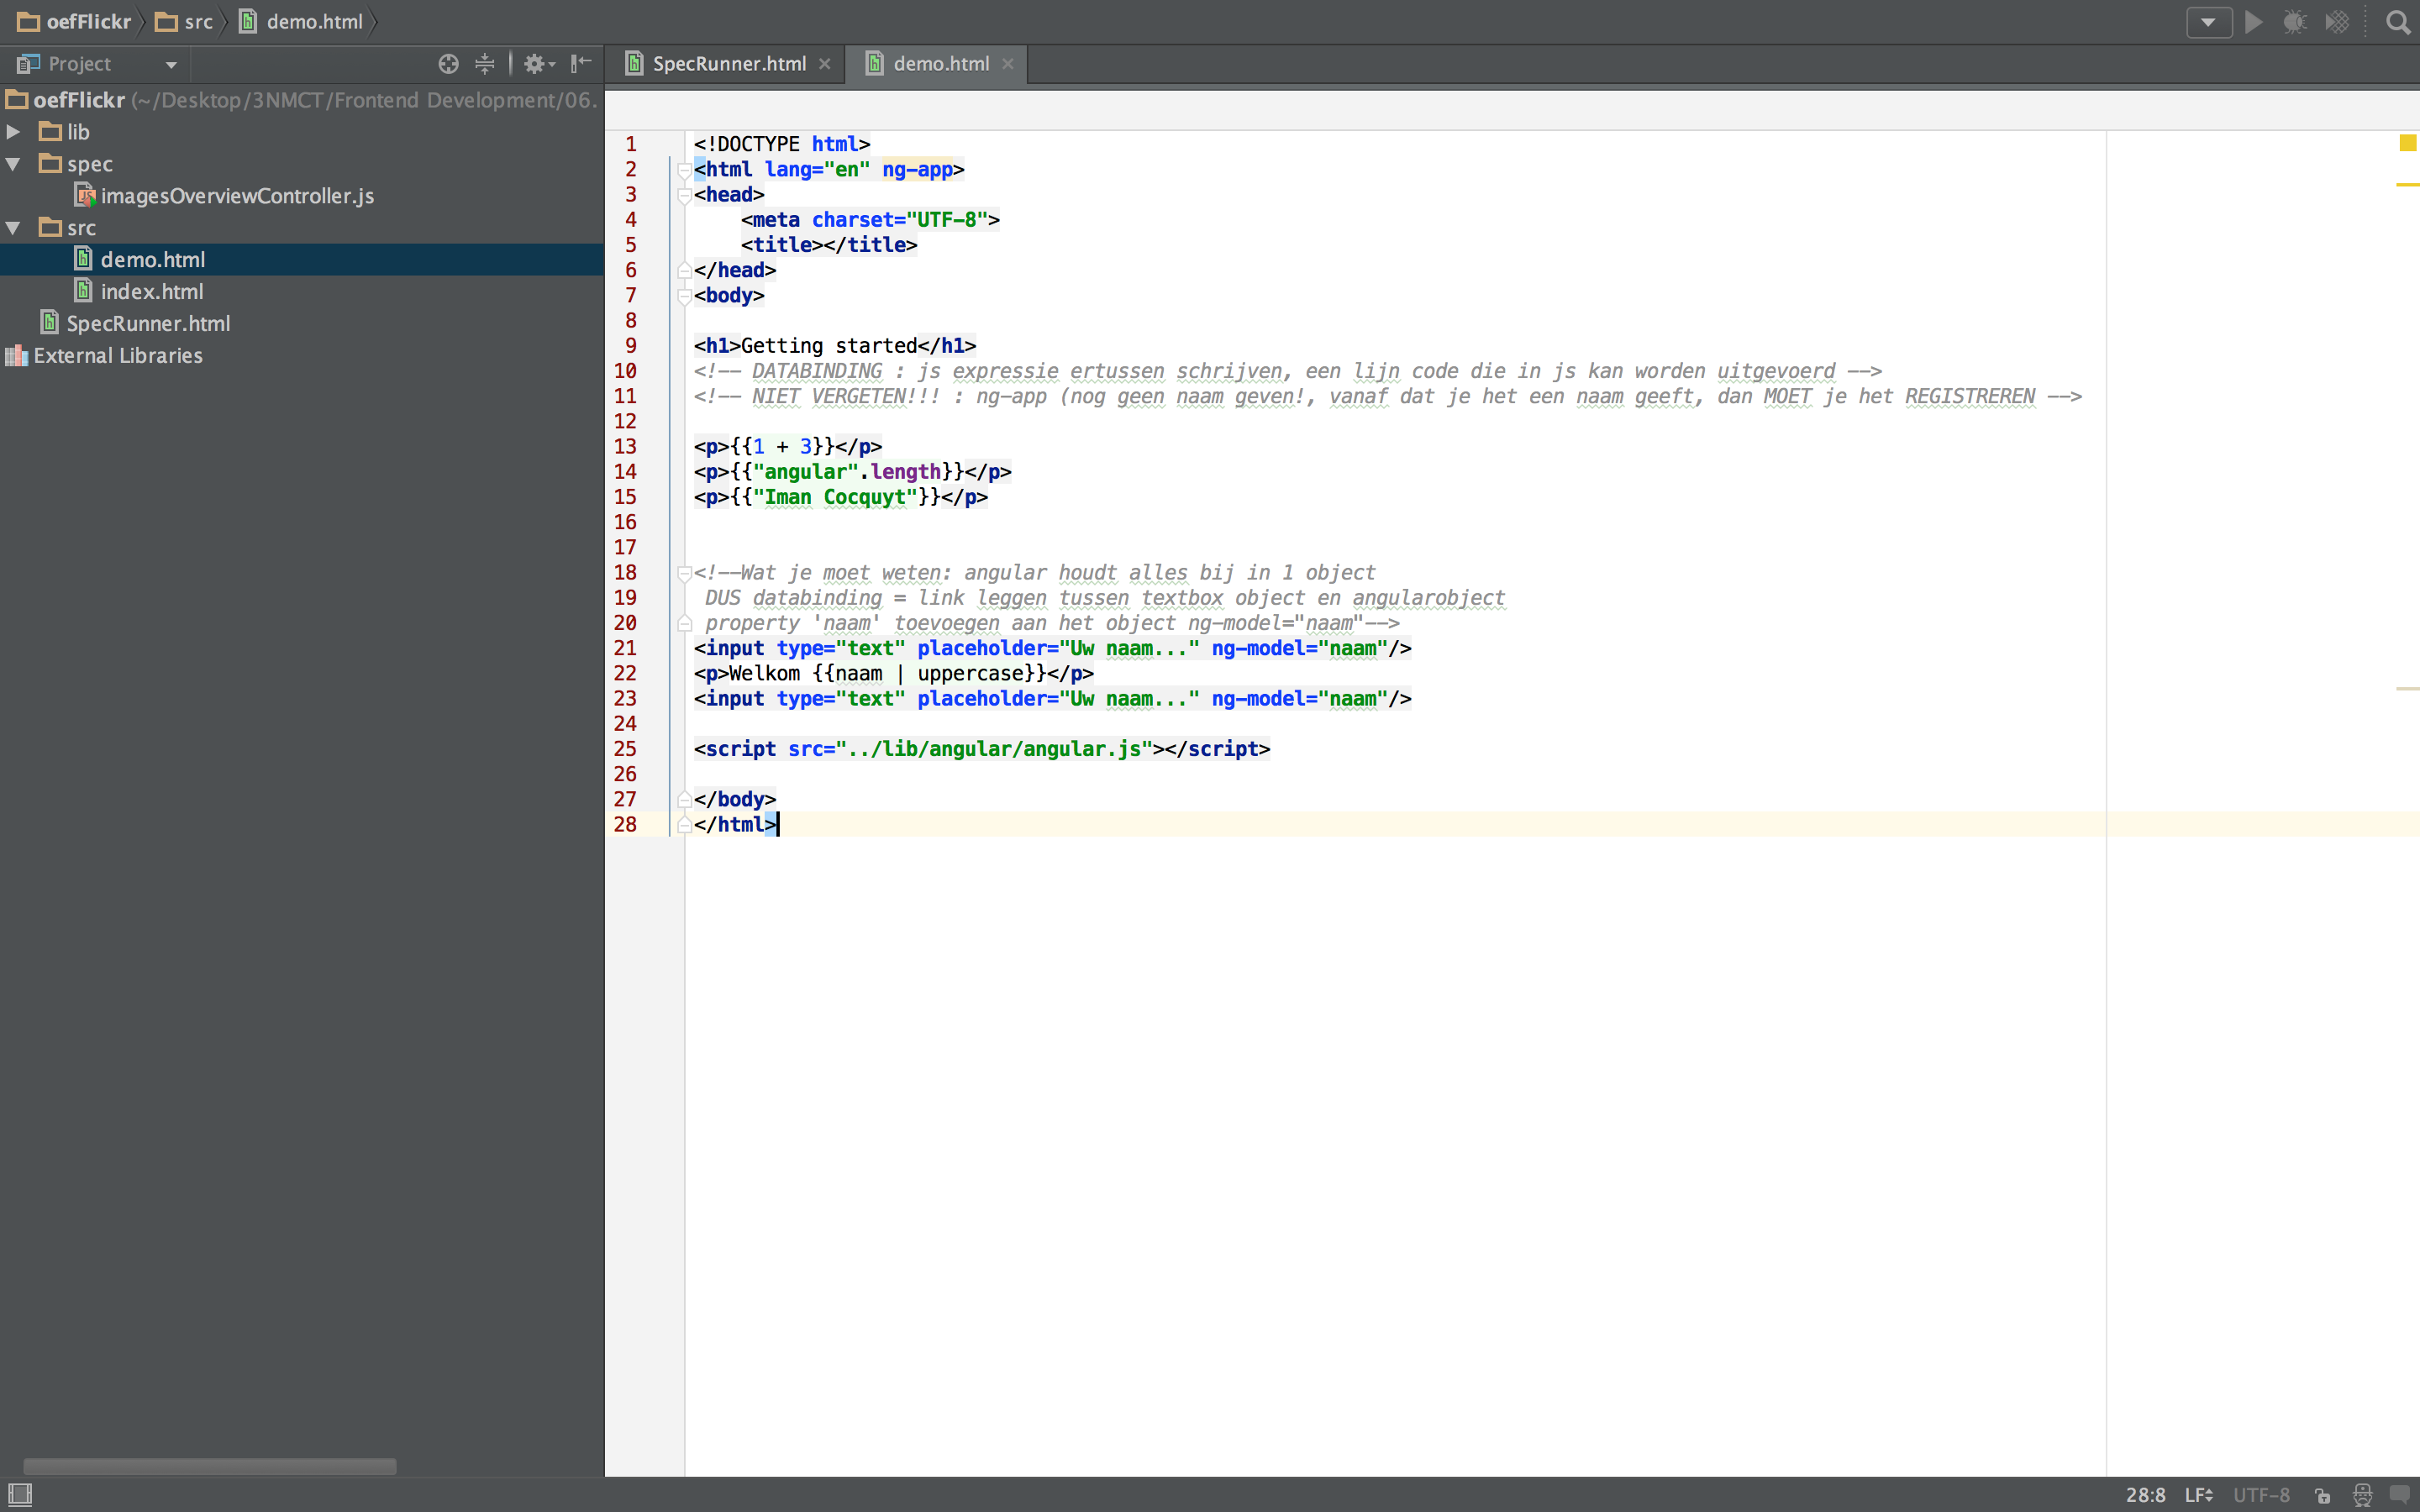 oefFlickr src demo.html
Project
SpecRunner.html demo.html
oefFlickr (~/Desktop/3NMCT/Frontend Development/06.
lib
spec
imagesOverviewController.js
src
demo.html
index.html
SpecRunner.html
External Libraries
1 <!DOCTYPE html>
2 <html lang="en" ng-app>
3 <head>
4     <meta charset="UTF-8">
5     <title></title>
6 </head>
7 <body>
8
9 <h1>Getting started</h1>
10 <!-- DATABINDING : js expressie ertussen schrijven, een lijn code die in js kan worden uitgevoerd -->
11 <!-- NIET VERGETEN!!! : ng-app (nog geen naam geven!, vanaf dat je het een naam geeft, dan MOET je het REGISTREREN -->
12
13 <p>{{1 + 3}}</p>
14 <p>{{"angular".length}}</p>
15 <p>{{"Iman Cocquyt"}}</p>
16
17
18 <!--Wat je moet weten: angular houdt alles bij in 1 object
19  DUS databinding = link leggen tussen textbox object en angularobject
20  property 'naam' toevoegen aan het object ng-model="naam"-->
21 <input type="text" placeholder="Uw naam..." ng-model="naam"/>
22 <p>Welkom {{naam | uppercase}}</p>
23 <input type="text" placeholder="Uw naam..." ng-model="naam"/>
24
25 <script src="../lib/angular/angular.js"></script>
26
27 </body>
28 </html>
28:8 LF UTF-8